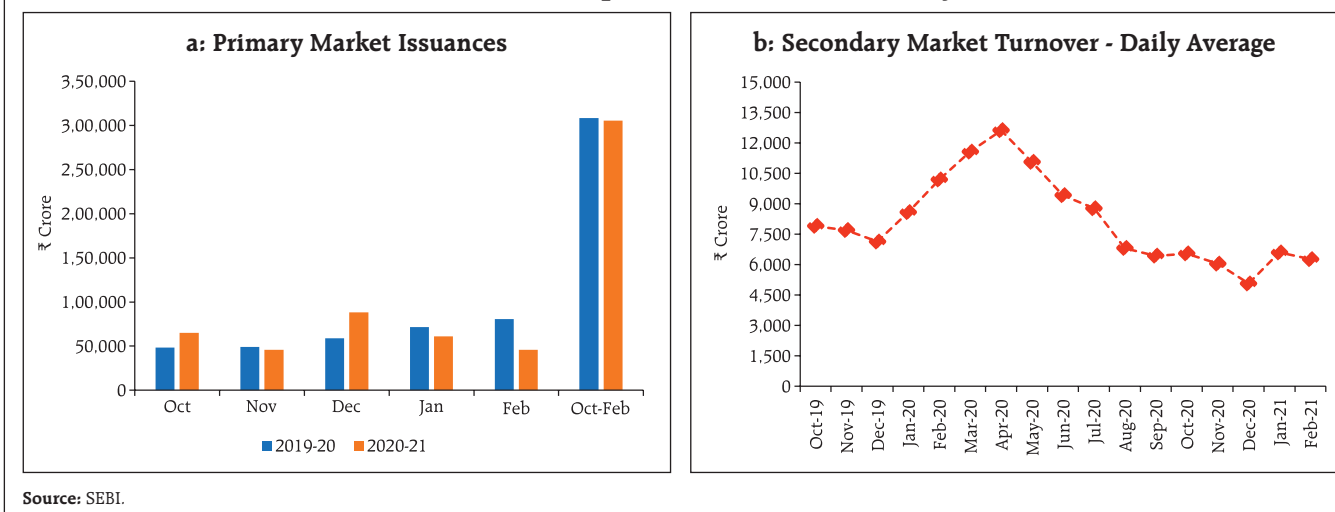 a: Primary Market Issuances
₹ Crore
3,50,000
3,00,000
2,50,000
2,00,000
1,50,000
1,00,000
50,000
0
Oct
Nov
Dec
Jan
Feb
Oct-Feb
2019-20
2020-21
b: Secondary Market Turnover - Daily Average
₹ Crore
15,000
13,500
12,000
10,500
9,000
7,500
6,000
4,500
3,000
1,500
0
Oct-19
Nov-19
Dec-19
Jan-20
Feb-20
Mar-20
Apr-20
May-20
Jun-20
Jul-20
Aug-20
Sep-20
Oct-20
Nov-20
Dec-20
Jan-21
Feb-21
Source: SEBI.